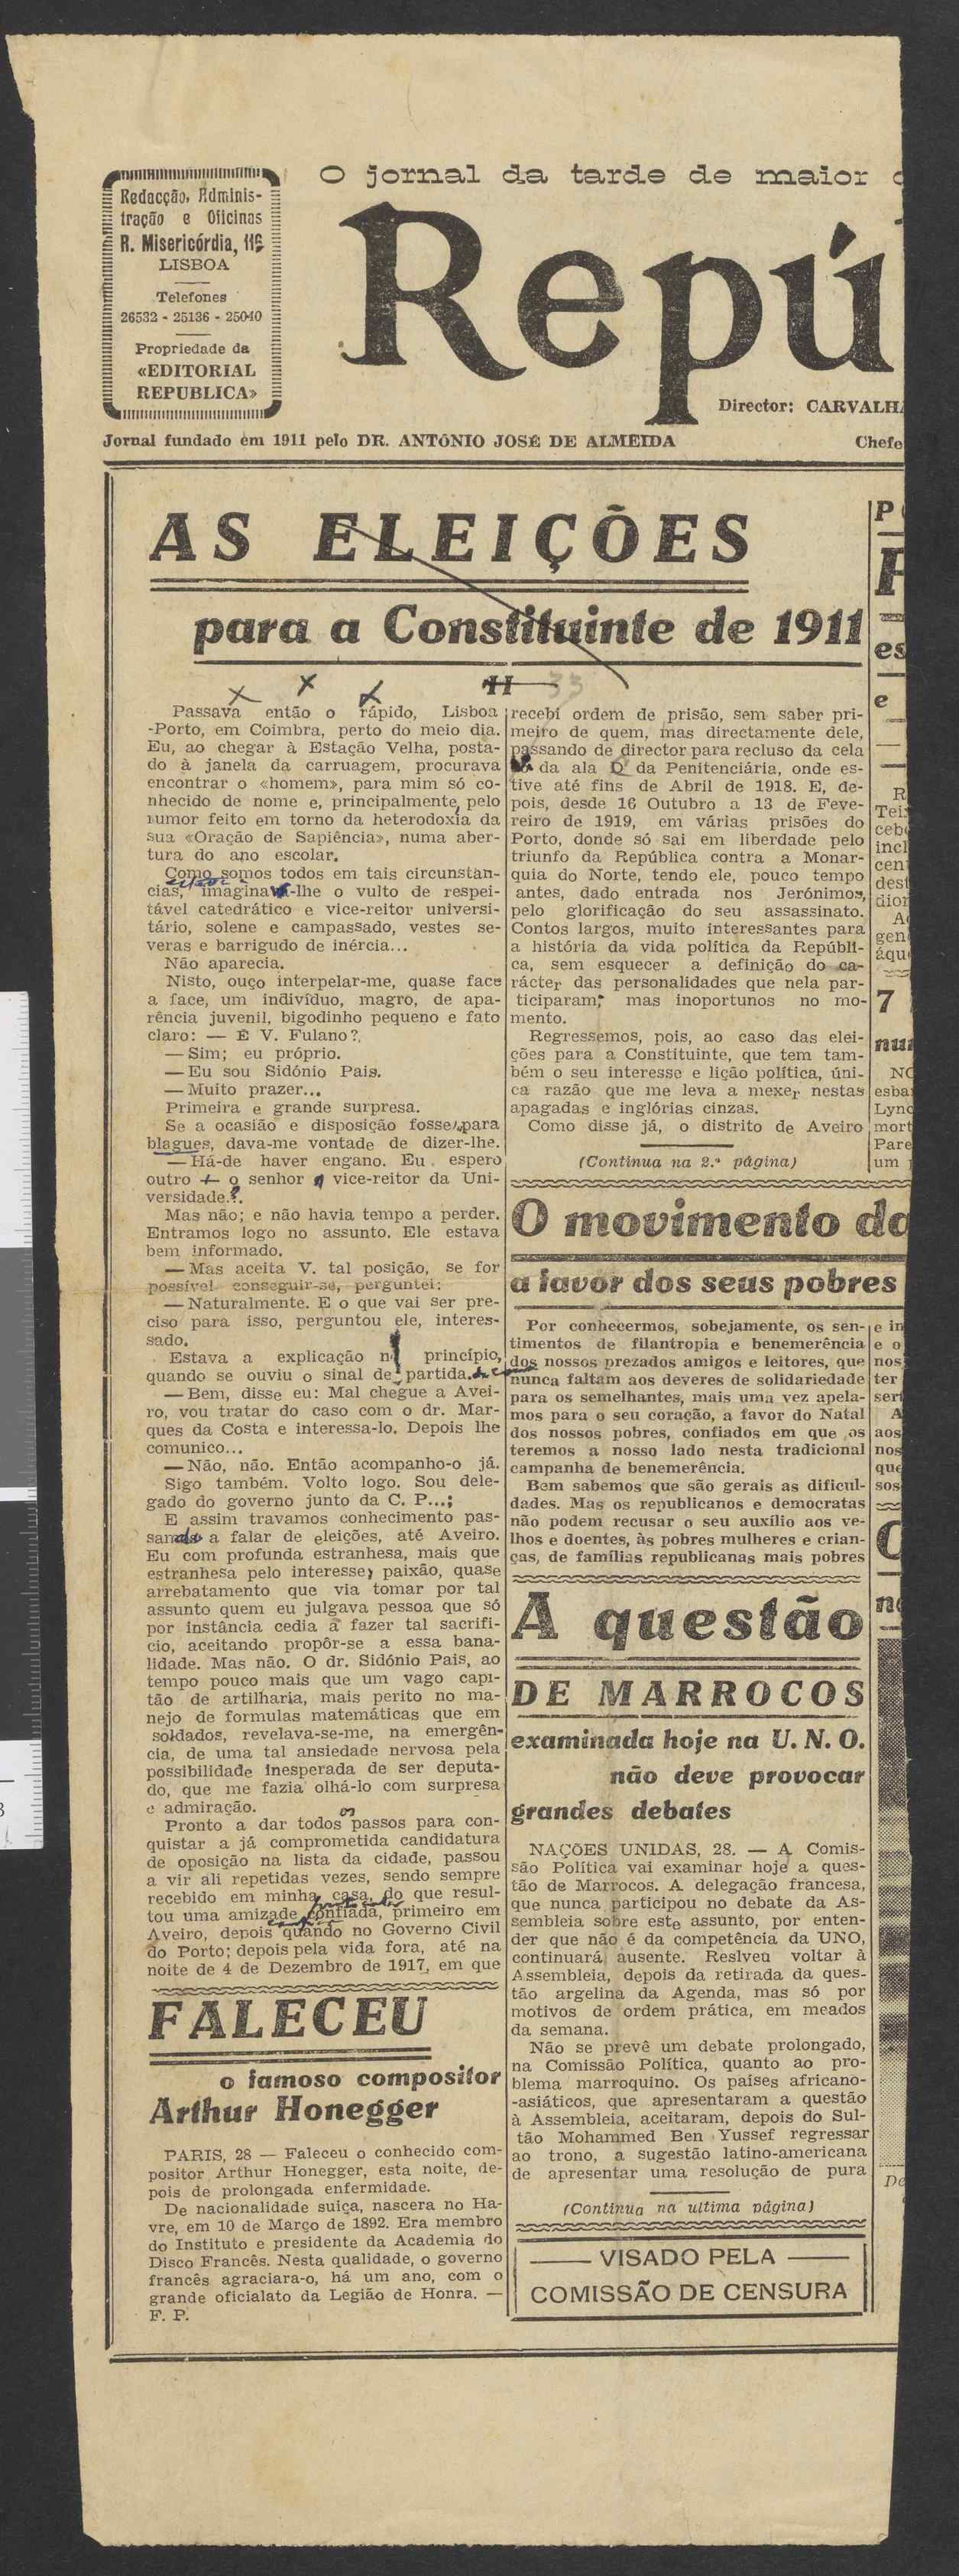 Redacção, Adminis-
tração e Oficinas
R. Misericórdia, 116
LISBOA
Telefones
26532 - 25136 - 25040
Propriedade da
«EDITORIAL
REPUBLICA»
O jornal da tarde de maior
Repú
Director: CARVALH
Jornal fundado em 1911 pelo DR. ANTÓNIO JOSÉ DE ALMEIDA
Chefe
AS ELEIÇÕES
para a Constituinte de 1911
II 33
Passava então o rápido, Lisboa
-Porto, em Coimbra, perto do meio dia.
Eu, ao chegar à Estação Velha, posta-
do à janela da carruagem, procurava
encontrar o «homem», para mim só co-
nhecido de nome e, principalmente, pelo
rumor feito em torno da heterodoxia da
sua «Oração de Sapiência», numa aber-
tura do ano escolar.
Como somos todos em tais circunstân-
cias, imaginava-lhe o vulto de respei-
tável catedrático e vice-reitor universi-
tário, solene e campassado, vestes se-
veras e barrigudo de inércia...
Não aparecia.
Nisto, ouço interpelar-me, quase face
a face, um indivíduo, magro, de apa-
rência juvenil, bigodinho pequeno e fato
claro: — É V. Fulano?.
— Sim; eu próprio.
— Eu sou Sidónio Pais.
— Muito prazer...
Primeira e grande surpresa.
Se a ocasião e disposição fosse para
blagues, dava-me vontade de dizer-lhe.
— Há-de haver engano. Eu espero
outro — o senhor vice-reitor da Uni-
versidade.
Mas não; e não havia tempo a perder.
Entramos logo no assunto. Ele estava
bem informado.
— Mas aceita V. tal posição, se for
possível conseguir-se, perguntei:
— Naturalmente. E o que vai ser pre-
ciso para isso, perguntou ele, interes-
sado.
Estava a explicação no princípio,
quando se ouviu o sinal de partida.
— Bem, disse eu: Mal chegue a Avei-
ro, vou tratar do caso com o dr. Mar-
ques da Costa e interessa-lo. Depois lhe
comunico...
— Não, não. Então acompanho-o já.
Sigo também. Volto logo. Sou dele-
gado do governo junto da C. P...;
E assim travamos conhecimento pas-
sando a falar de eleições, até Aveiro.
Eu com profunda estranhesa, mais que
estranhesa pelo interesse, paixão, quase
arrebatamento que via tomar por tal
assunto quem eu julgava pessoa que só
por instância cedia a fazer tal sacrifí-
cio, aceitando propôr-se a essa bana-
lidade. Mas não. O dr. Sidónio Pais, ao
tempo pouco mais que um vago capi-
tão de artilharia, mais perito no ma-
nejo de formulas matemáticas que em
soldados, revelava-se-me, na emergên-
cia, de uma tal ansiedade nervosa pela
possibilidade inesperada de ser deputa-
do, que me fazia olhá-lo com surpresa
e admiração.
os
Pronto a dar todos passos para con-
quistar a já comprometida candidatura
de oposição na lista da cidade, passou
a vir ali repetidas vezes, sendo sempre
recebido em minha casa, do que resul-
tou uma amizade confiada, primeiro em
Aveiro, depois quando no Governo Civil
do Porto; depois pela vida fora, até na
noite de 4 de Dezembro de 1917, em que
recebi ordem de prisão, sem saber pri-
meiro de quem, mas directamente dele,
passando de director para recluso da cela
da ala D da Penitenciária, onde es-
tive até fins de Abril de 1918. E, de-
pois, desde 16 Outubro a 13 de Feve-
reiro de 1919, em várias prisões do
Porto, donde só sai em liberdade pelo
triunfo da República contra a Monar-
quia do Norte, tendo ele, pouco tempo
antes, dado entrada nos Jerónimos,
pelo glorificação do seu assassinato.
Contos largos, muito interessantes para
a história da vida política da Repúbli-
ca, sem esquecer a definição do ca-
rácter das personalidades que nela par-
ticiparam; mas inoportunos no mo-
mento.
Regressemos, pois, ao caso das elei-
ções para a Constituinte, que tem tam-
bém o seu interesse e lição política, úni-
ca razão que me leva a mexer nestas
apagadas e inglórias cinzas.
Como disse já, o distrito de Aveiro
(Continua na 2.ª página)
O movimento da
a favor dos seus pobres
Por conhecermos, sobejamente, os sen-
timentos de filantropia e benemerência
dos nossos prezados amigos e leitores, que
nunca faltam aos deveres de solidariedade
para os semelhantes, mais uma vez apela-
mos para o seu coração, a favor do Natal
dos nossos pobres, confiados em que os
teremos a nosso lado nesta tradicional
campanha de benemerência.
Bem sabemos que são gerais as dificul-
dades. Mas os republicanos e democratas
não podem recusar o seu auxílio aos ve-
lhos e doentes, às pobres mulheres e crian-
ças, de famílias republicanas mais pobres
A questão
DE MARROCOS
examinada hoje na U. N. O.
não deve provocar
grandes debates
NAÇÕES UNIDAS, 28. — A Comis-
são Política vai examinar hoje a ques-
tão de Marrocos. A delegação francesa,
que nunca participou no debate da As-
sembleia sobre este assunto, por enten-
der que não é da competência da UNO,
continuará ausente. Reslveu voltar à
Assembleia, depois da retirada da ques-
tão argelina da Agenda, mas só por
motivos de ordem prática, em meados
da semana.
Não se prevê um debate prolongado,
na Comissão Política, quanto ao pro-
blema marroquino. Os países africano-
-asiáticos, que apresentaram a questão
à Assembleia, aceitaram, depois do Sul-
tão Mohammed Ben Yussef regressar
ao trono, a sugestão latino-americana
de apresentar uma resolução de pura
(Continua na ultima página)
VISADO PELA
COMISSÃO DE CENSURA
FALECEU
o famoso compositor
Arthur Honegger
PARIS, 28 — Faleceu o conhecido com-
positor Arthur Honegger, esta noite, de-
pois de prolongada enfermidade.
De nacionalidade suiça, nascera no Ha-
vre, em 10 de Março de 1892. Era membro
do Instituto e presidente da Academia do
Disco Francês. Nesta qualidade, o governo
francês agraciara-o, há um ano, com o
grande oficialato da Legião de Honra. —
F. P.